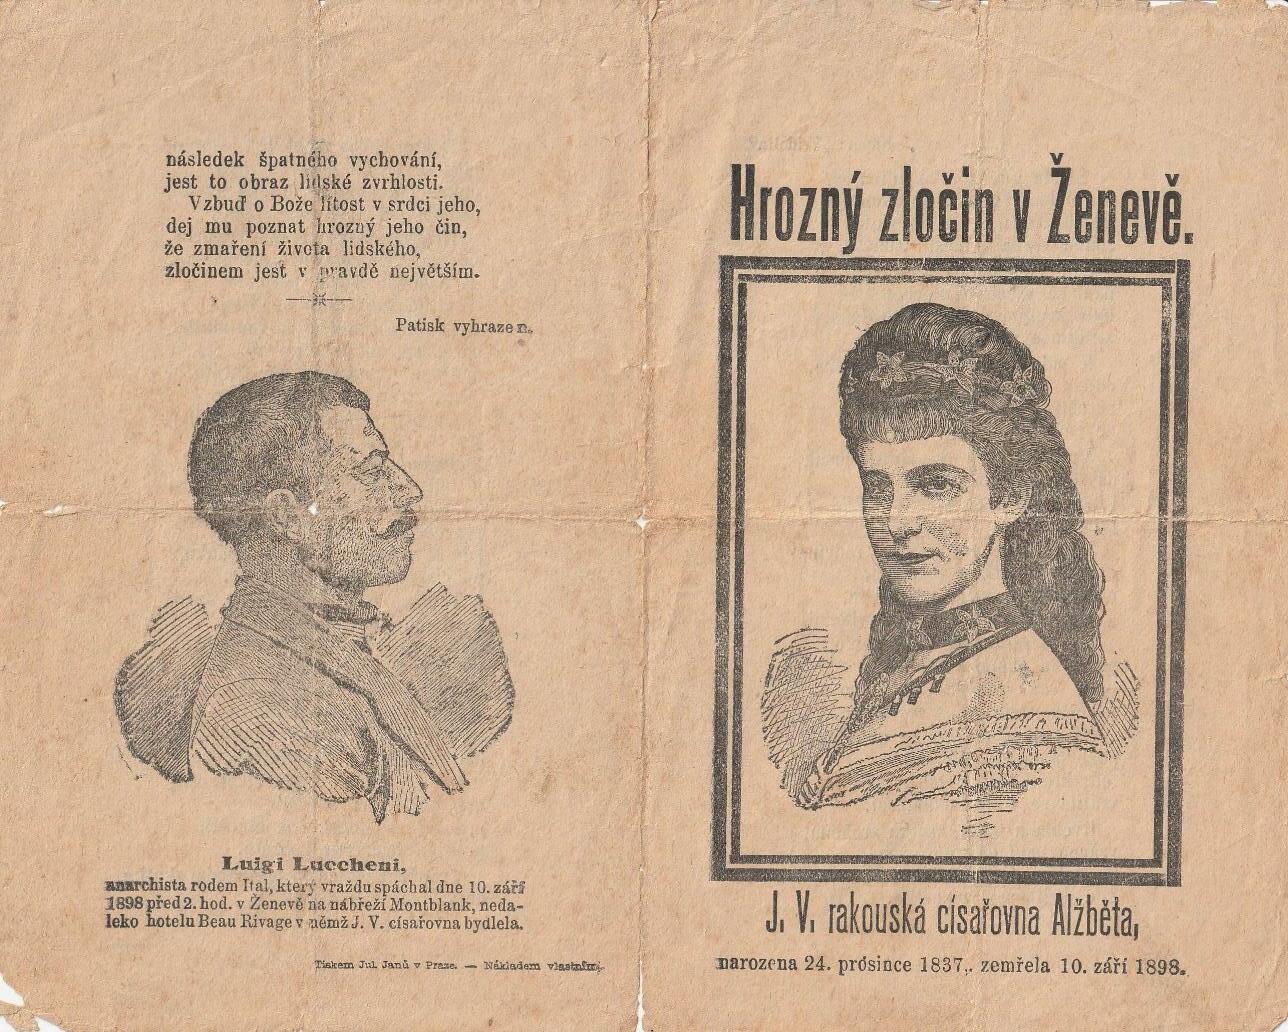 následek špatného vychování,
jest to obraz lidské zvrhlosti.
Vzbuď o Bože lítost v srdci jeho,
dej mu poznat hrozný jeho čin,
že zmaření života lidského,
zločinem jest v pravdě největším.
Patisk vyhrazen.
Luigi Luccheni,
anarchista rodem Ital, který vraždu spáchal dne 10. září
1898 před 2. hod. v Ženevě na nábřeží Montblank, neda-
leko hotelu Beau Rivage v němž J. V. císařovna bydlela.
Tiskem Jul. Janů v Praze. — Nákladem vlastním.
Hrozný zločin v Ženevě.
J. V. rakouská císařovna Alžběta,
narozena 24. prosince 1837, zemřela 10. září 1898.